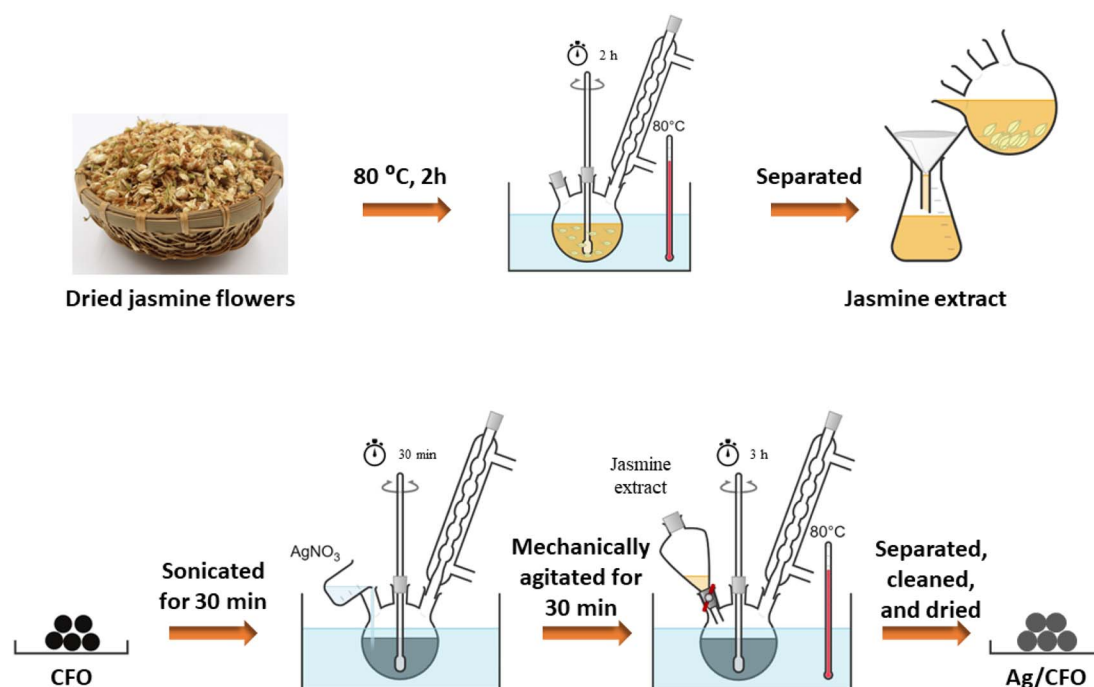 2 h
80°C
80 °C, 2h
Separated
Dried jasmine flowers
Jasmine extract
30 min
3 h
Jasmine
extract
AgNO₃
80°C
Sonicated
for 30 min
Mechanically
agitated for
30 min
Separated,
cleaned,
and dried
CFO
Ag/CFO